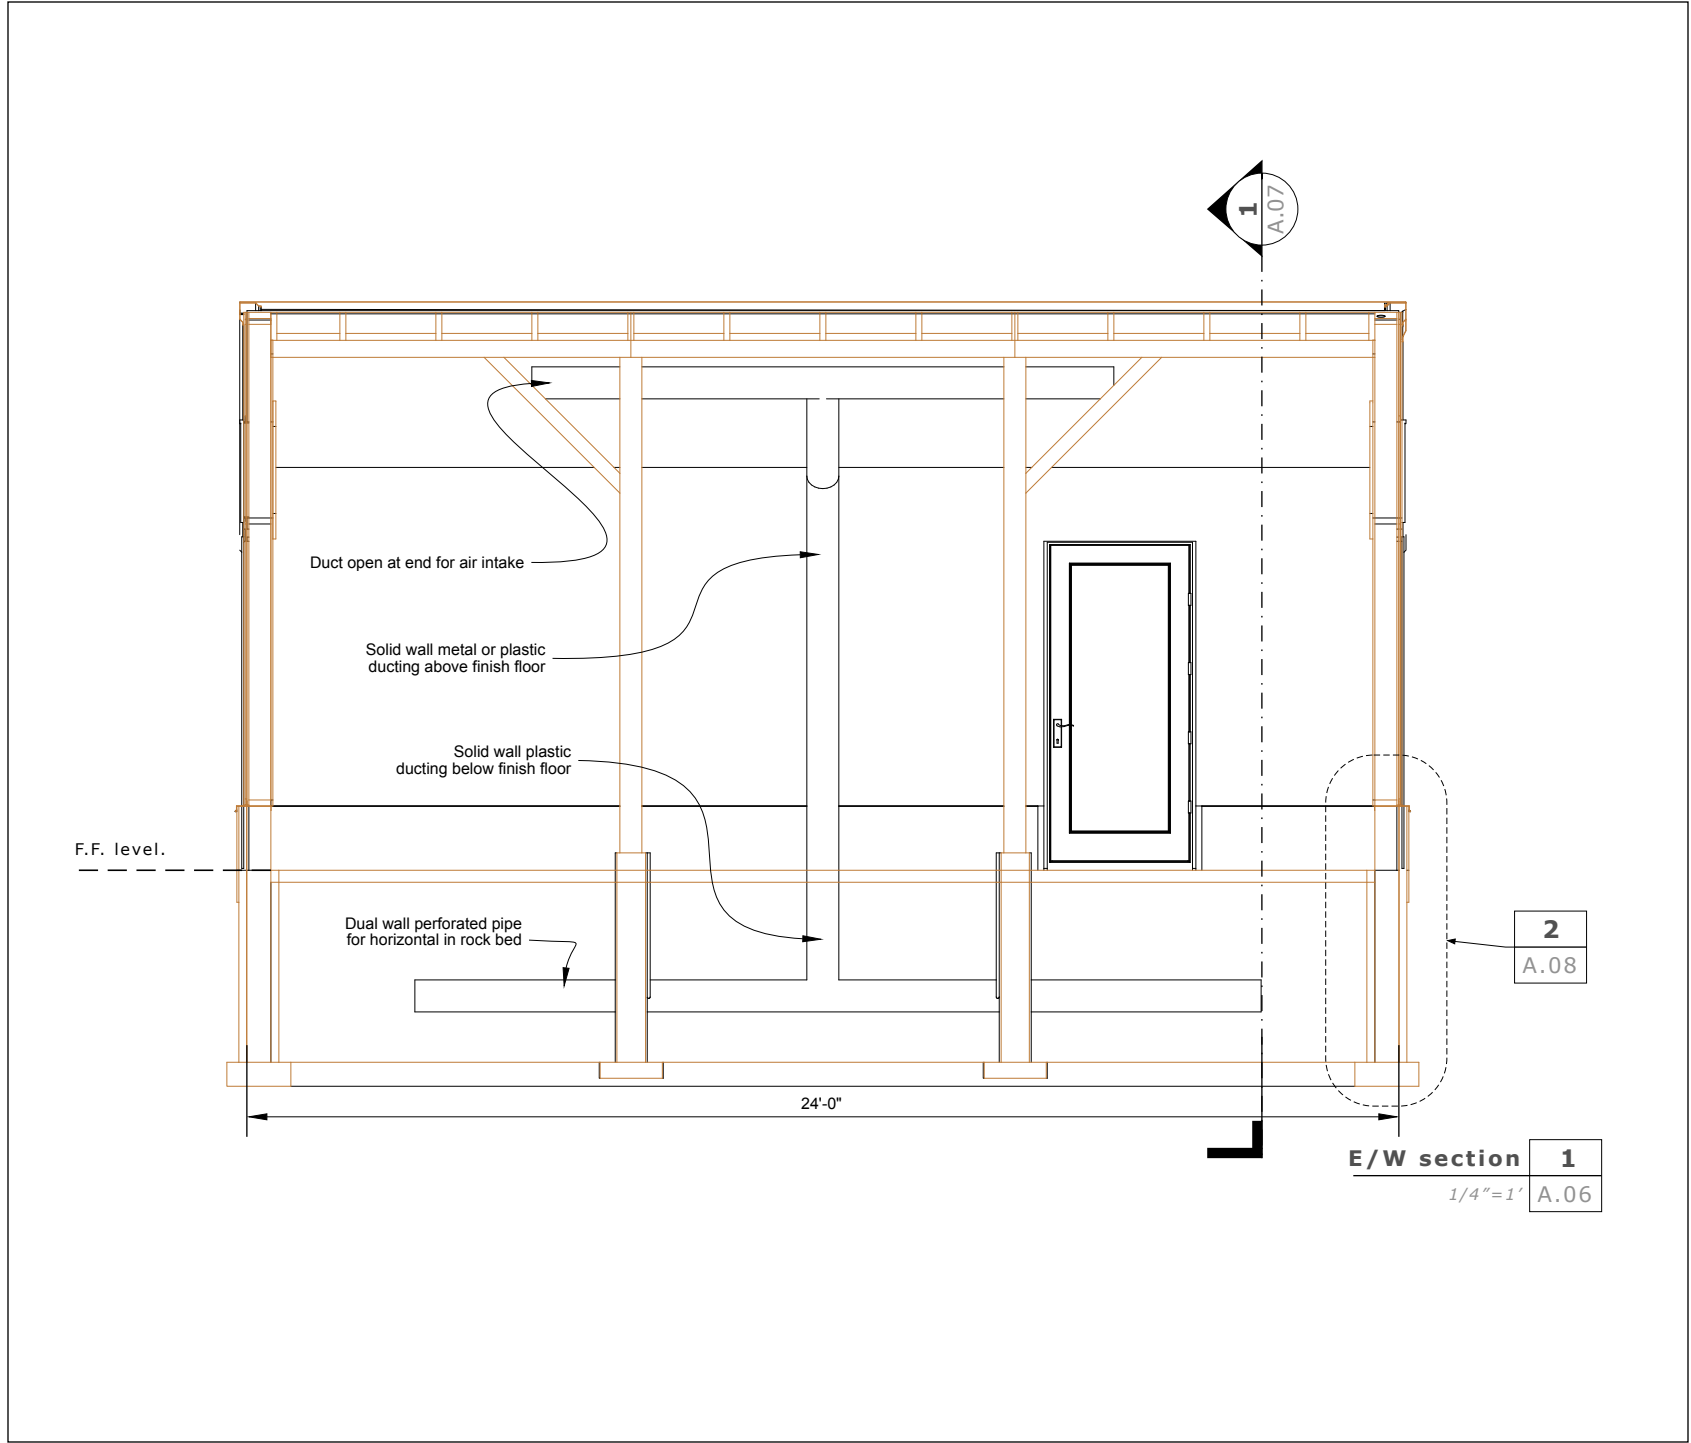 1
A.07
Duct open at end for air intake
Solid wall metal or plastic
ducting above finish floor
Solid wall plastic
ducting below finish floor
F.F. level.
Dual wall perforated pipe
for horizontal in rock bed
2
A.08
24'-0"
E/W section
1
1/4"=1'
A.06